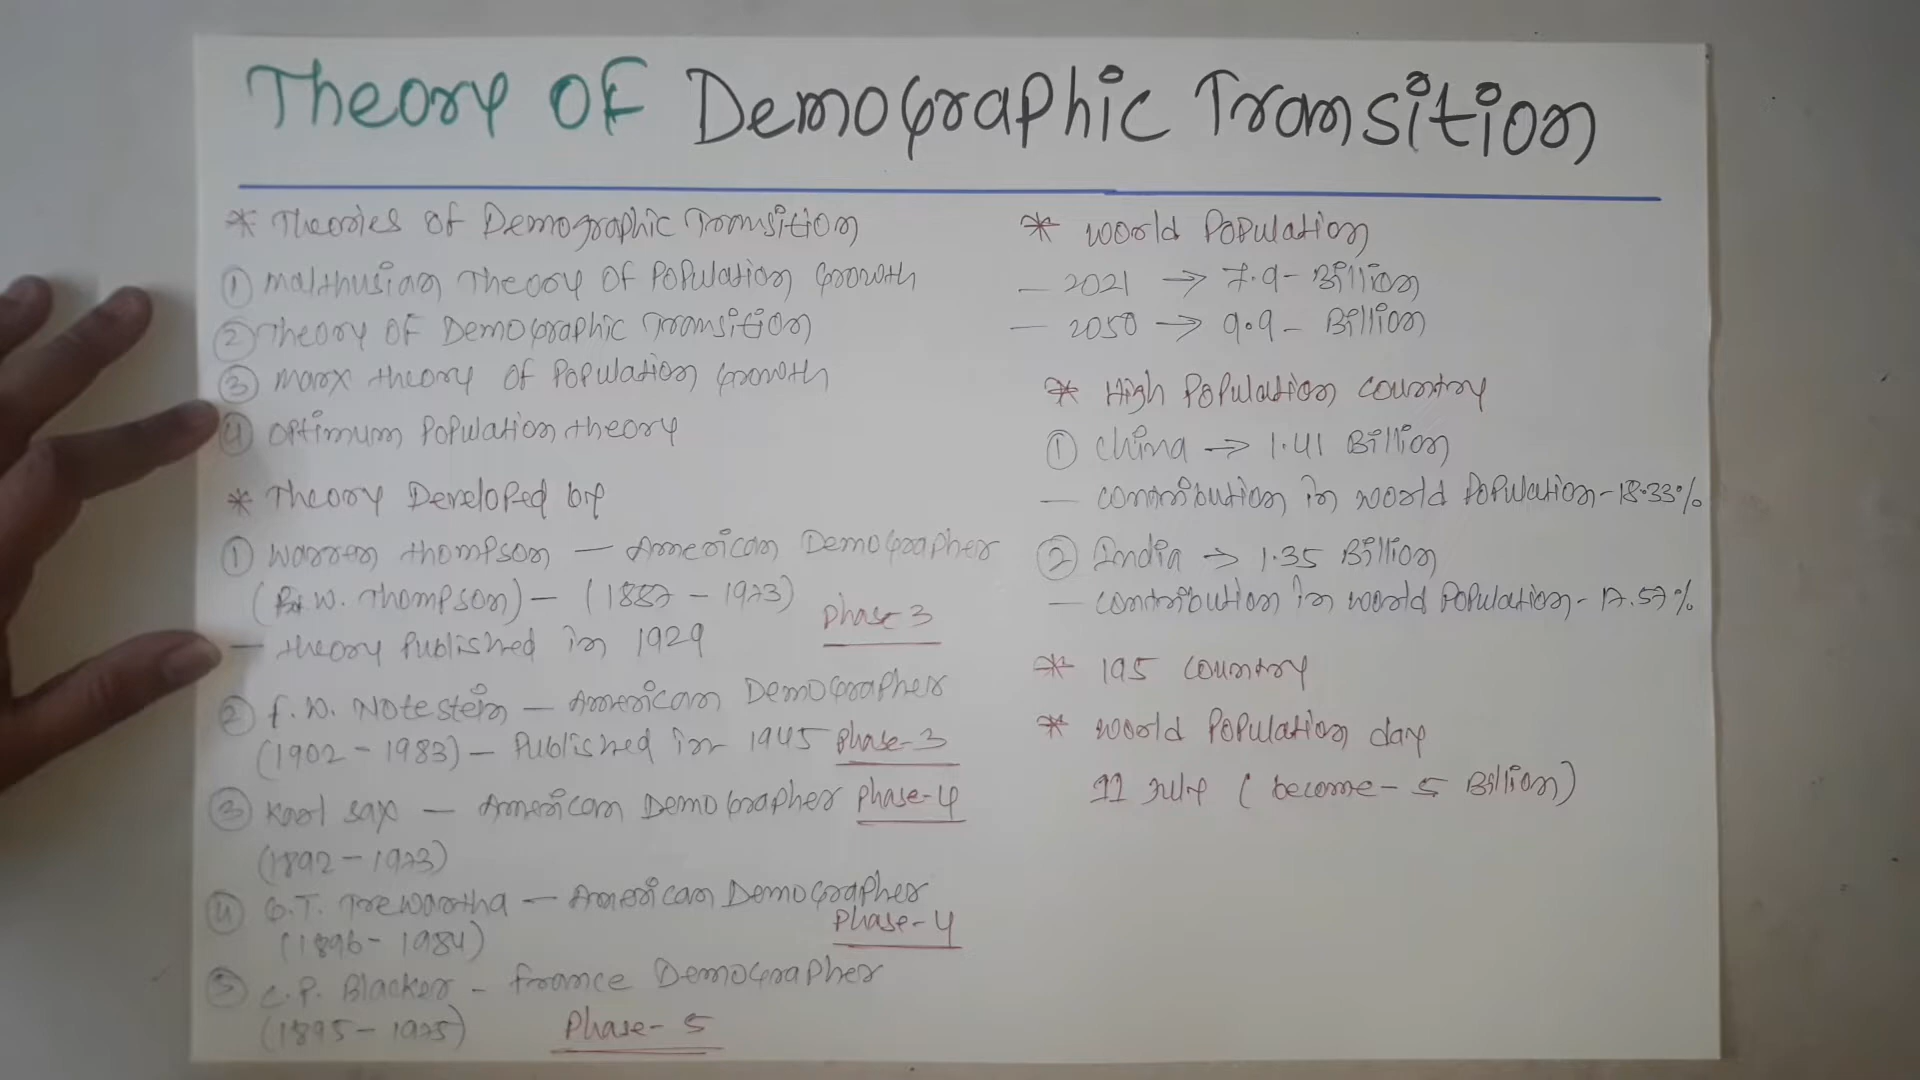 Theory OF Demographic Transition
* Theories of Demographic Transition
① Malthusian Theory Of Population Growth
② Theory OF Demographic Transition
③ Marx theory of Population Growth
④ Optimum Population theory
* Theory Developed by
① Warren thompson — American Demographer
(W. Thompson) — (1887 - 1973)
Phase 3
— theory Published in 1929
② F. W. Notestein — American Demographer
(1902 - 1983) — Published in 1945 Phase-3
③ Karl sax — American Demographer Phase-4
(1892 - 1973)
④ G.T. Trewartha — American Demographer
Phase-4
(1896 - 1984)
⑤ C.P. Blacker - France Demographer
(1895 - 1975) Phase- 5
* World Population
— 2021 → 7.9 - Billion
— 2050 → 9.9 - Billion
* High Population country
① China → 1.41 Billion
— contribution in world Population - 18.33%
② India → 1.35 Billion
— contribution in world Population - 17.57%
* 195 country
* World Population day
11 July ( become - 5 Billion)